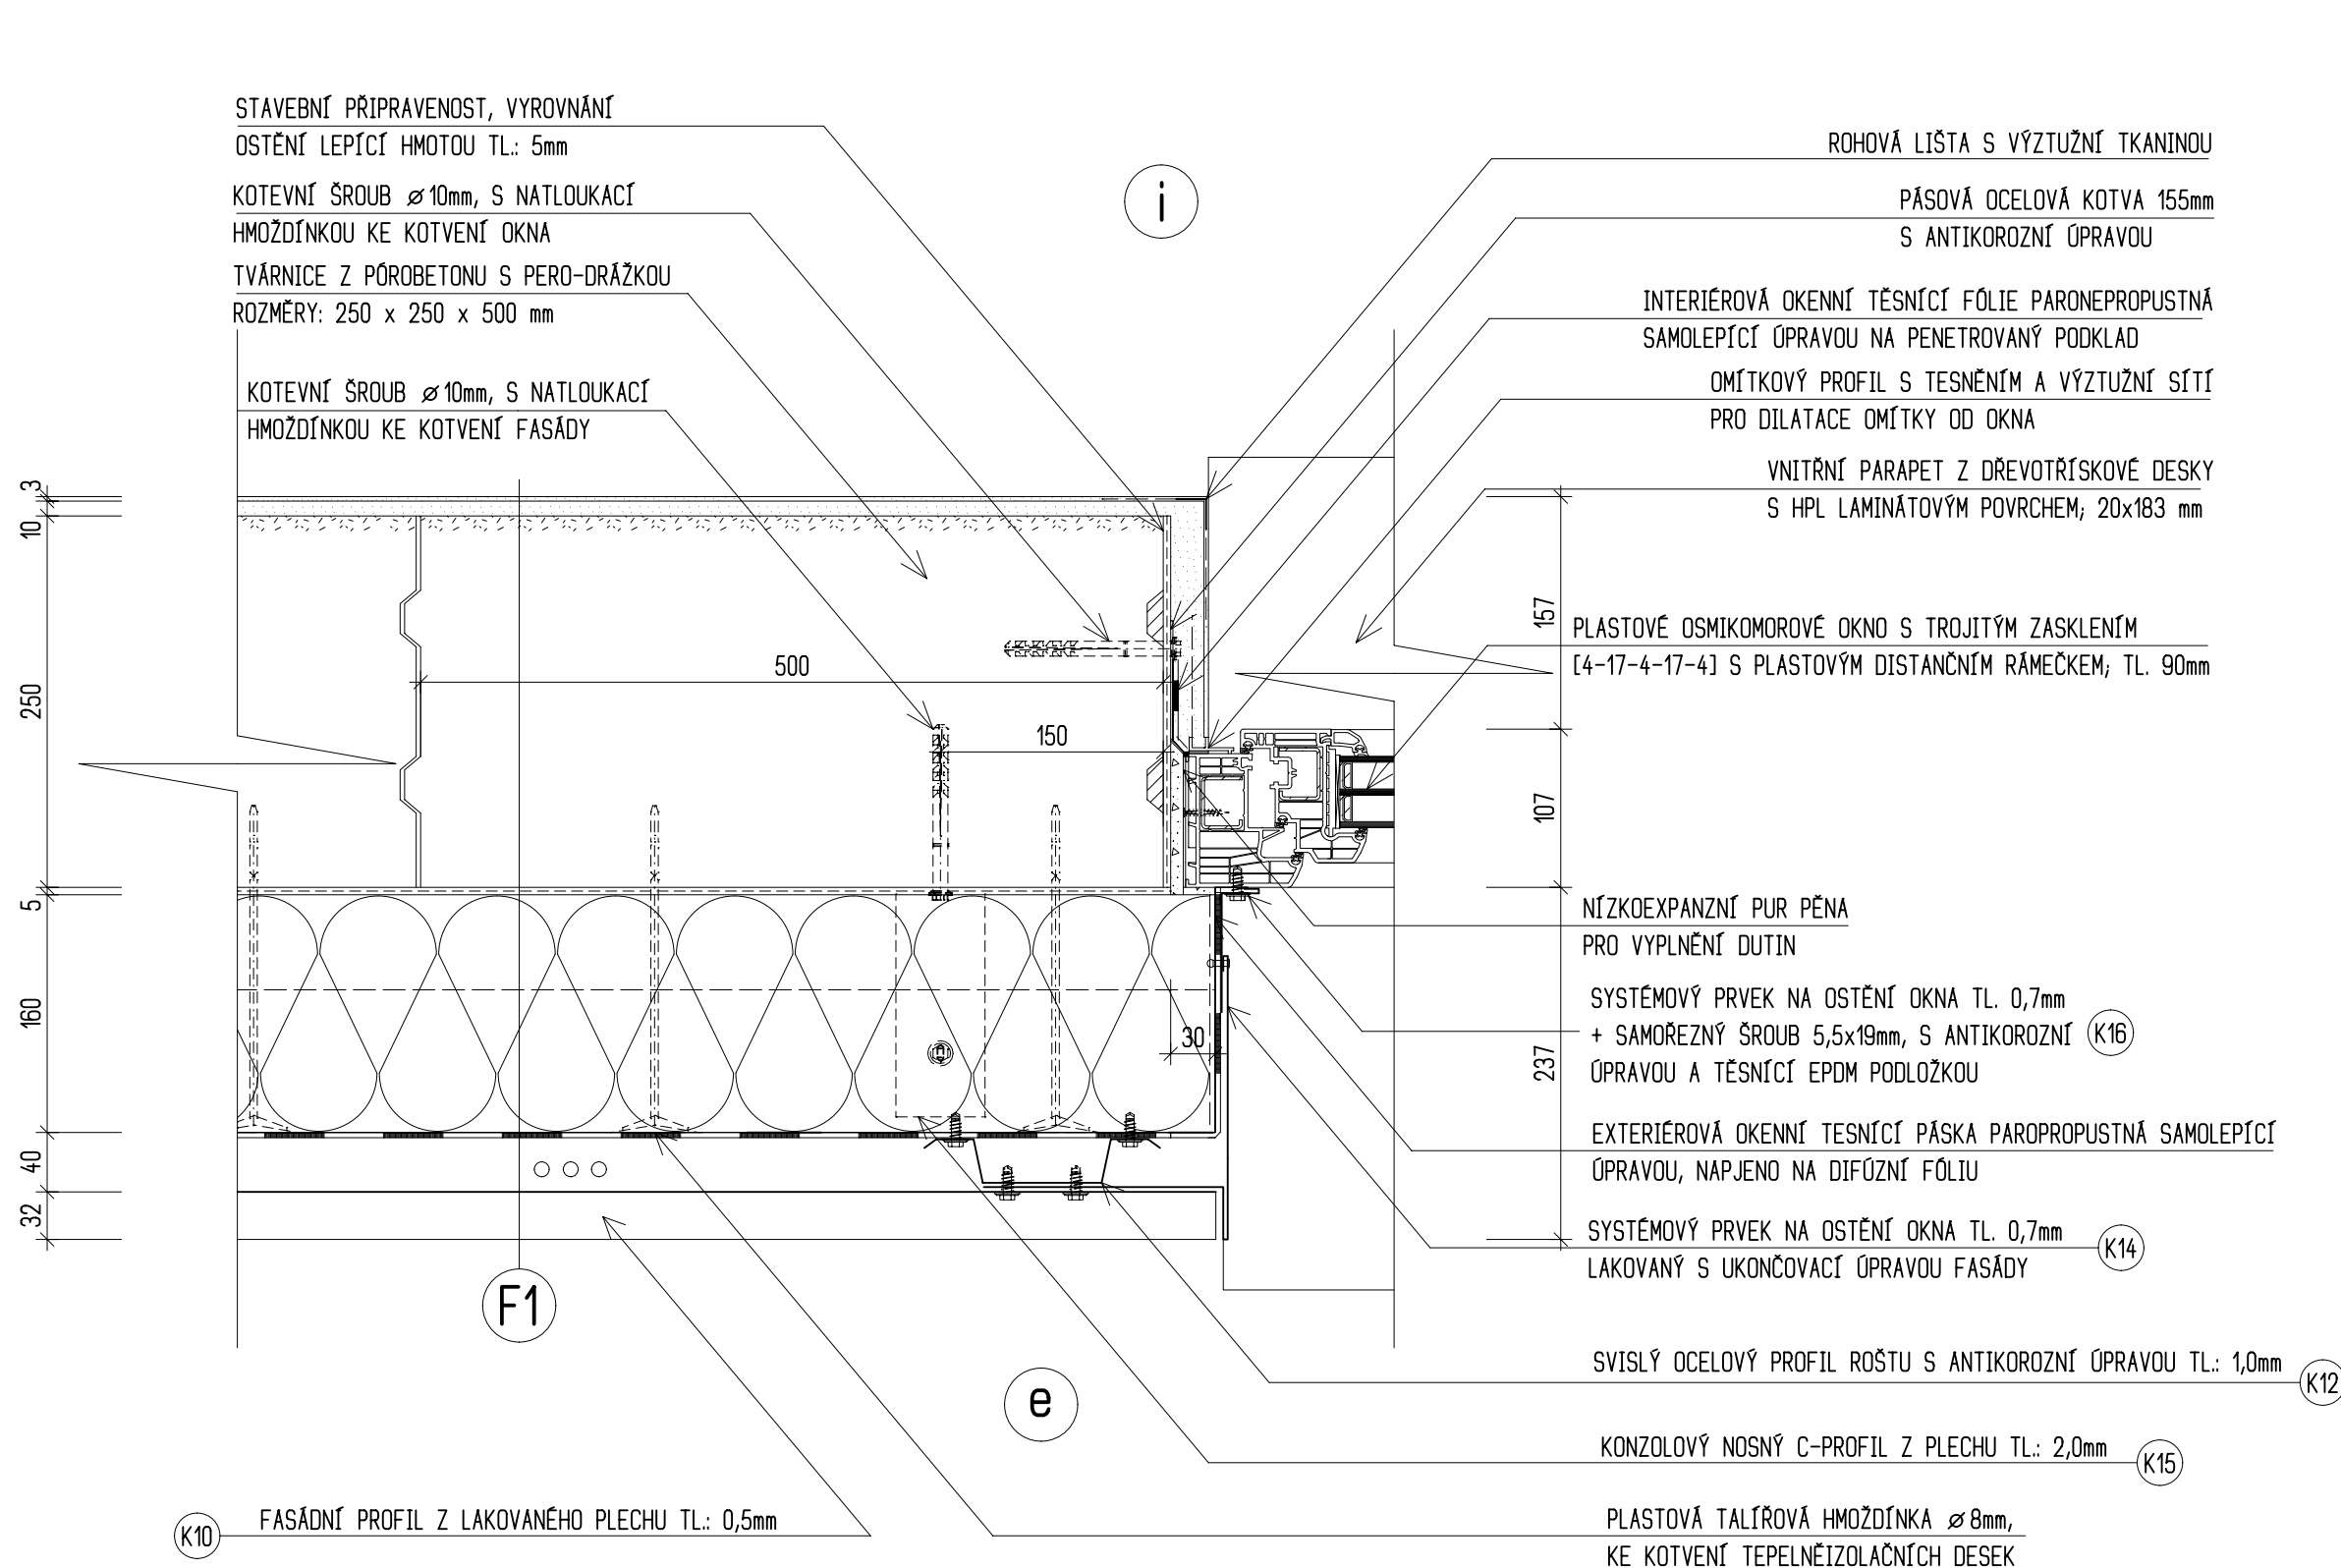 STAVEBNÍ PŘIPRAVENOST, VYROVNÁNÍ
OSTĚNÍ LEPÍCÍ HMOTOU TL.: 5mm
KOTEVNÍ ŠROUB ⌀10mm, S NATLOUKACÍ
HMOŽDÍNKOU KE KOTVENÍ OKNA
TVÁRNICE Z PÓROBETONU S PERO-DRÁŽKOU
ROZMĚRY: 250 x 250 x 500 mm
KOTEVNÍ ŠROUB ⌀10mm, S NATLOUKACÍ
HMOŽDÍNKOU KE KOTVENÍ FASÁDY
i
ROHOVÁ LIŠTA S VÝZTUŽNÍ TKANINOU
PÁSOVÁ OCELOVÁ KOTVA 155mm
S ANTIKOROZNÍ ÚPRAVOU
INTERIÉROVÁ OKENNÍ TĚSNÍCÍ FÓLIE PARONEPROPUSTNÁ
SAMOLEPÍCÍ ÚPRAVOU NA PENETROVANÝ PODKLAD
OMÍTKOVÝ PROFIL S TESNĚNÍM A VÝZTUŽNÍ SÍTÍ
PRO DILATACE OMÍTKY OD OKNA
VNITŘNÍ PARAPET Z DŘEVOTŘÍSKOVÉ DESKY
S HPL LAMINÁTOVÝM POVRCHEM; 20x183 mm
PLASTOVÉ OSMIKOMOROVÉ OKNO S TROJITÝM ZASKLENÍM
[4-17-4-17-4] S PLASTOVÝM DISTANČNÍM RÁMEČKEM; TL. 90mm
3
10
250
5
160
40
32
500
150
30
157
107
237
NÍZKOEXPANZNÍ PUR PĚNA
PRO VYPLNĚNÍ DUTIN
SYSTÉMOVÝ PRVEK NA OSTĚNÍ OKNA TL. 0,7mm
+ SAMOŘEZNÝ ŠROUB 5,5x19mm, S ANTIKOROZNÍ K16
ÚPRAVOU A TĚSNÍCÍ EPDM PODLOŽKOU
EXTERIÉROVÁ OKENNÍ TESNÍCÍ PÁSKA PAROPROPUSTNÁ SAMOLEPÍCÍ
ÚPRAVOU, NAPJENO NA DIFÚZNÍ FÓLIU
SYSTÉMOVÝ PRVEK NA OSTĚNÍ OKNA TL. 0,7mm
K14
LAKOVANÝ S UKONČOVACÍ ÚPRAVOU FASÁDY
F1
e
SVISLÝ OCELOVÝ PROFIL ROŠTU S ANTIKOROZNÍ ÚPRAVOU TL.: 1,0mm
K12
KONZOLOVÝ NOSNÝ C-PROFIL Z PLECHU TL.: 2,0mm
K15
K10
FASÁDNÍ PROFIL Z LAKOVANÉHO PLECHU TL.: 0,5mm
PLASTOVÁ TALÍŘOVÁ HMOŽDÍNKA ⌀8mm,
KE KOTVENÍ TEPELNĚIZOLAČNÍCH DESEK